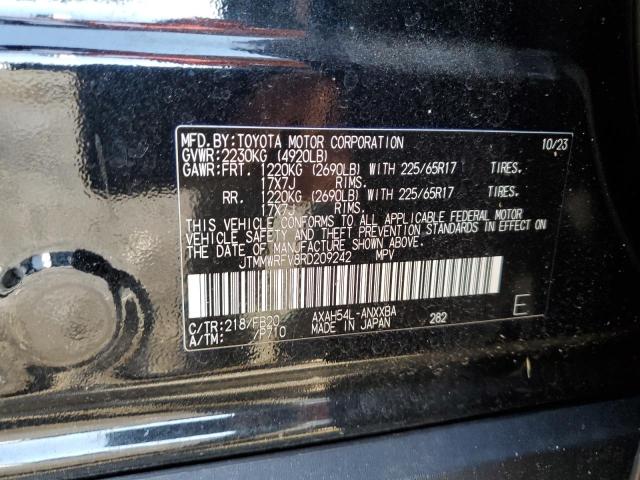 MFD. BY: TOYOTA MOTOR CORPORATION 10/23
GVWR: 2230KG (4920LB)
GAWR: FRT. 1220KG (2690LB) WITH 225/65R17 TIRES.
17X7J RIMS.
RR. 1220KG (2690LB) WITH 225/65R17 TIRES.
17X7J RIMS.
THIS VEHICLE CONFORMS TO ALL APPLICABLE FEDERAL MOTOR
VEHICLE SAFETY AND THEFT PREVENTION STANDARDS IN EFFECT
ON THE DATE OF MANUFACTURE SHOWN ABOVE.
JTMMWRFV8RD209242 MPV
C/TR: 218/FB20 AXAH54L-ANXXBA 282 E
A/TM: /P710 MADE IN JAPAN